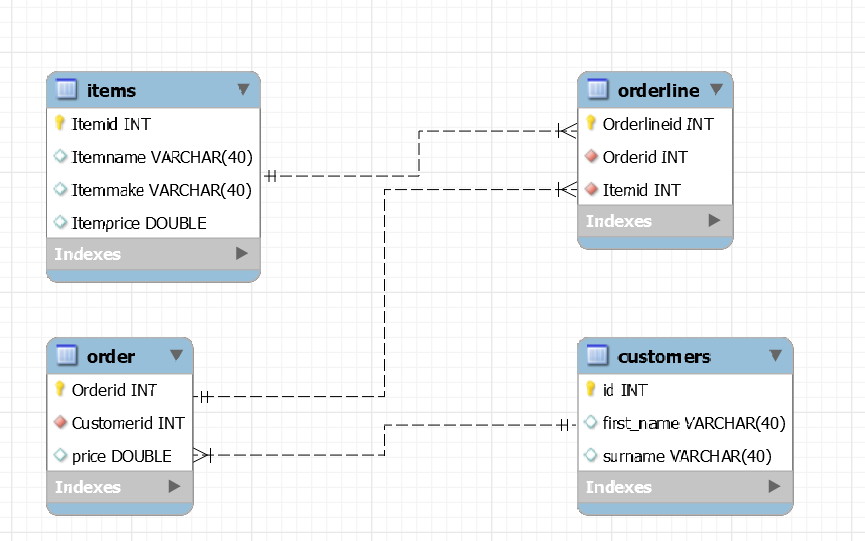 items
Itemid INT
Itemname VARCHAR(40)
Itemmake VARCHAR(40)
Itemprice DOUBLE
Indexes
orderline
Orderlineid INT
Orderid INT
Itemid INT
Indexes
order
Orderid INT
Customerid INT
price DOUBLE
Indexes
customers
id INT
first_name VARCHAR(40)
surname VARCHAR(40)
Indexes